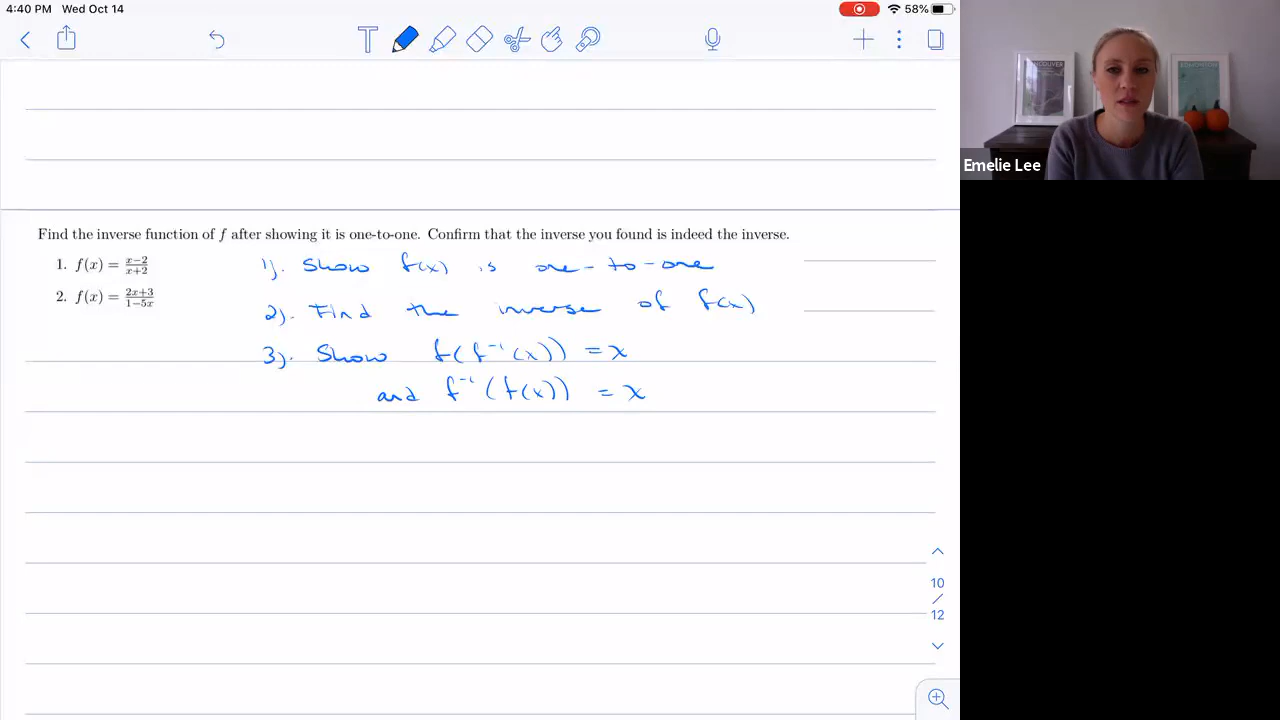 4:40 PM Wed Oct 14
58%
T
Find the inverse function of f after showing it is one-to-one. Confirm that the inverse you found is indeed the inverse.
1. f(x) = \frac{x-2}{x+2}
2. f(x) = \frac{2x+3}{1-5x}
1). Show f(x) is one-to-one
2). Find the inverse of f(x)
3). Show f(f⁻¹(x)) = x
and f⁻¹(f(x)) = x
10
/
12
VANCOUVER
Emelie Lee